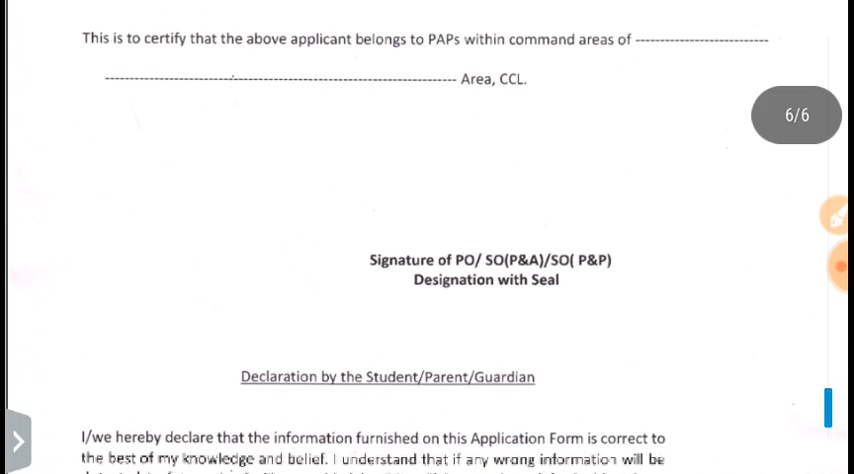 This is to certify that the above applicant belongs to PAPs within command areas of ----------------------------
-------------------------------------------------------------------------- Area, CCL.
6/6
Signature of PO/ SO(P&A)/SO( P&P)
Designation with Seal
Declaration by the Student/Parent/Guardian
I/we hereby declare that the information furnished on this Application Form is correct to
the best of my knowledge and belief. I understand that if any wrong information will be